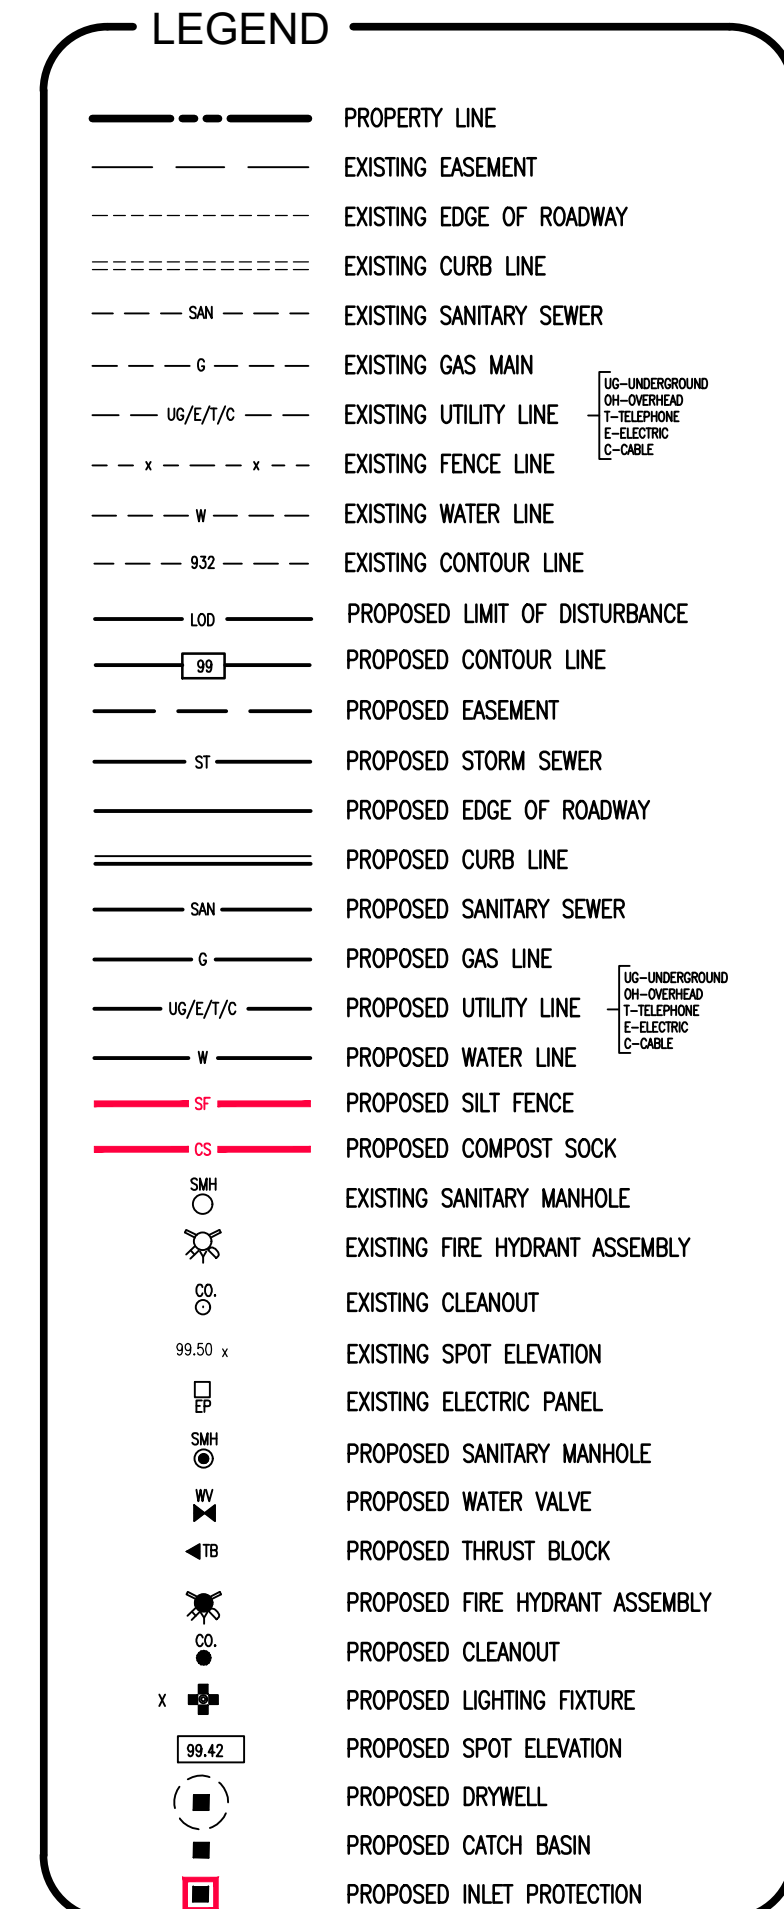 LEGEND
PROPERTY LINE
EXISTING EASEMENT
EXISTING EDGE OF ROADWAY
EXISTING CURB LINE
SAN EXISTING SANITARY SEWER
G EXISTING GAS MAIN
UG/E/T/C EXISTING UTILITY LINE
UG-UNDERGROUND
OH-OVERHEAD
T-TELEPHONE
E-ELECTRIC
C-CABLE
x x EXISTING FENCE LINE
W EXISTING WATER LINE
932 EXISTING CONTOUR LINE
LOD PROPOSED LIMIT OF DISTURBANCE
99 PROPOSED CONTOUR LINE
PROPOSED EASEMENT
ST PROPOSED STORM SEWER
PROPOSED EDGE OF ROADWAY
PROPOSED CURB LINE
SAN PROPOSED SANITARY SEWER
G PROPOSED GAS LINE
UG/E/T/C PROPOSED UTILITY LINE
UG-UNDERGROUND
OH-OVERHEAD
T-TELEPHONE
E-ELECTRIC
C-CABLE
W PROPOSED WATER LINE
SF PROPOSED SILT FENCE
CS PROPOSED COMPOST SOCK
SMH EXISTING SANITARY MANHOLE
EXISTING FIRE HYDRANT ASSEMBLY
CO. EXISTING CLEANOUT
99.50 x EXISTING SPOT ELEVATION
EP EXISTING ELECTRIC PANEL
SMH PROPOSED SANITARY MANHOLE
WV PROPOSED WATER VALVE
TB PROPOSED THRUST BLOCK
PROPOSED FIRE HYDRANT ASSEMBLY
CO. PROPOSED CLEANOUT
X PROPOSED LIGHTING FIXTURE
99.42 PROPOSED SPOT ELEVATION
PROPOSED DRYWELL
PROPOSED CATCH BASIN
PROPOSED INLET PROTECTION